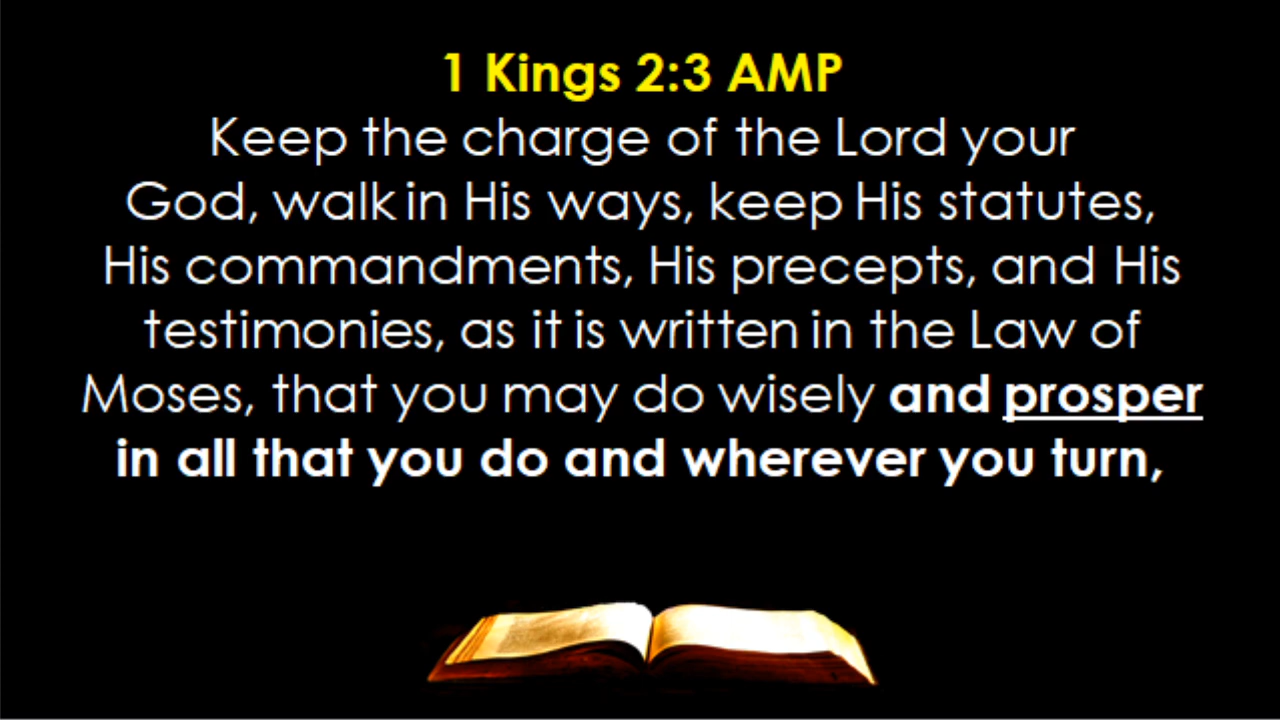 1 Kings 2:3 AMP
Keep the charge of the Lord your
God, walk in His ways, keep His statutes,
His commandments, His precepts, and His
testimonies, as it is written in the Law of
Moses, that you may do wisely and prosper
in all that you do and wherever you turn,